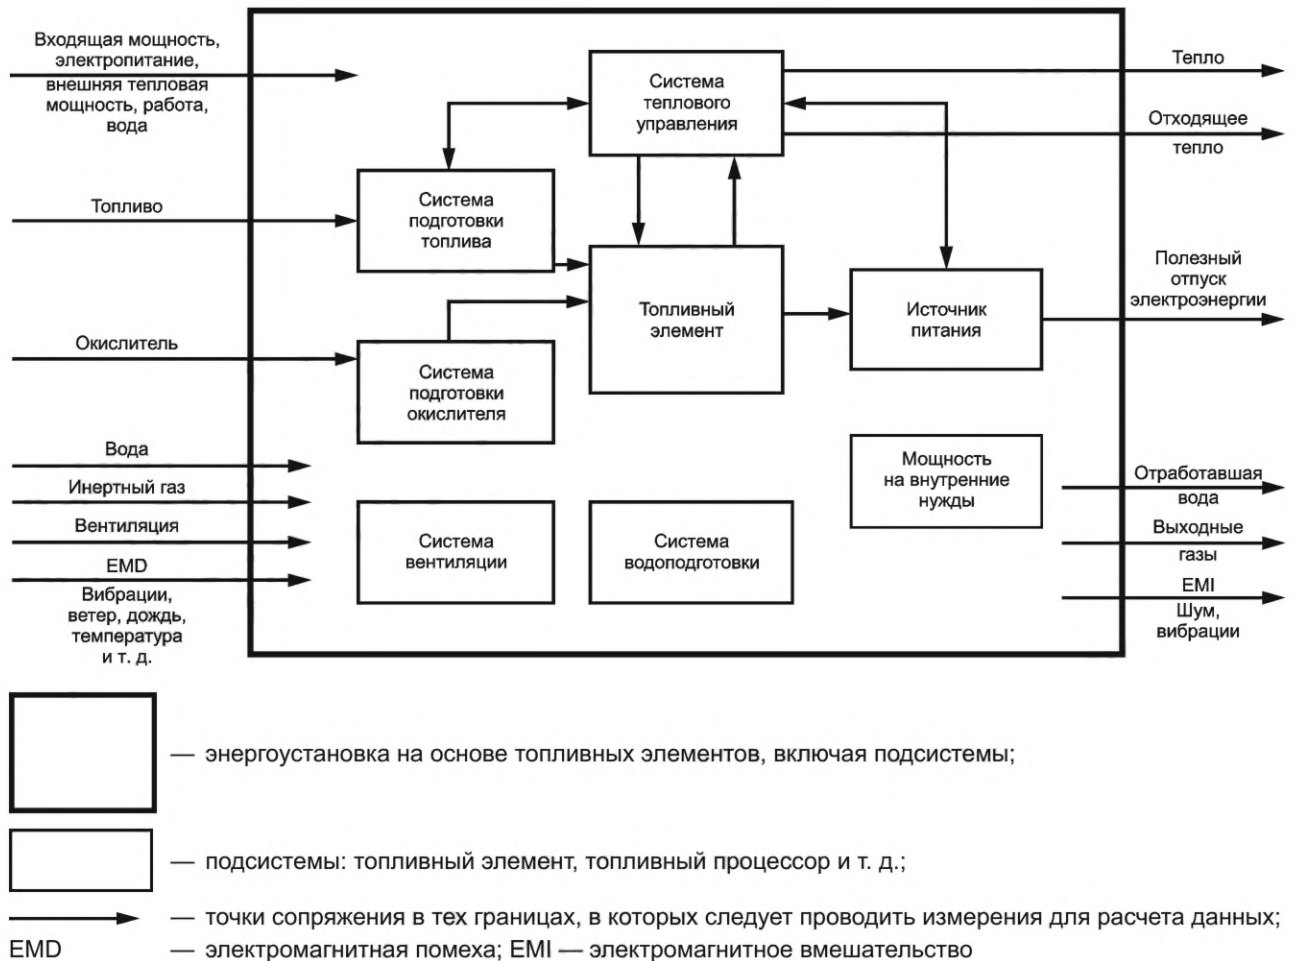 Входящая мощность,
электропитание,
внешняя тепловая
мощность, работа,
вода
Топливо
Окислитель
Вода
Инертный газ
Вентиляция
EMD
Вибрации,
ветер, дождь,
температура
и т. д.
Система
теплового
управления
Система
подготовки
топлива
Топливный
элемент
Источник
питания
Система
подготовки
окислителя
Мощность
на внутренние
нужды
Система
вентиляции
Система
водоподготовки
Тепло
Отходящее
тепло
Полезный
отпуск
электроэнергии
Отработавшая
вода
Выходные
газы
EMI
Шум,
вибрации
— энергоустановка на основе топливных элементов, включая подсистемы;
— подсистемы: топливный элемент, топливный процессор и т. д.;
— точки сопряжения в тех границах, в которых следует проводить измерения для расчета данных;
EMD — электромагнитная помеха; EMI — электромагнитное вмешательство